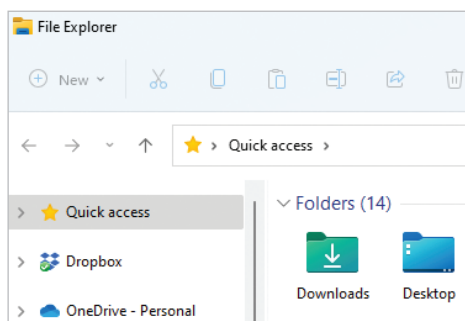 File Explorer
New
Quick access
Quick access
Folders (14)
Dropbox
Downloads
Desktop
OneDrive - Personal